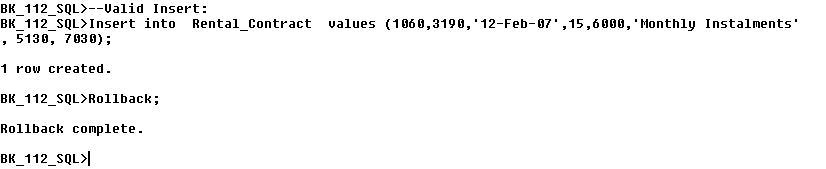 BK_112_SQL>--Valid Insert:
BK_112_SQL>Insert into  Rental_Contract  values (1060,3190,'12-Feb-07',15,6000,'Monthly Instalments'
, 5130, 7030);
1 row created.
BK_112_SQL>Rollback;
Rollback complete.
BK_112_SQL>